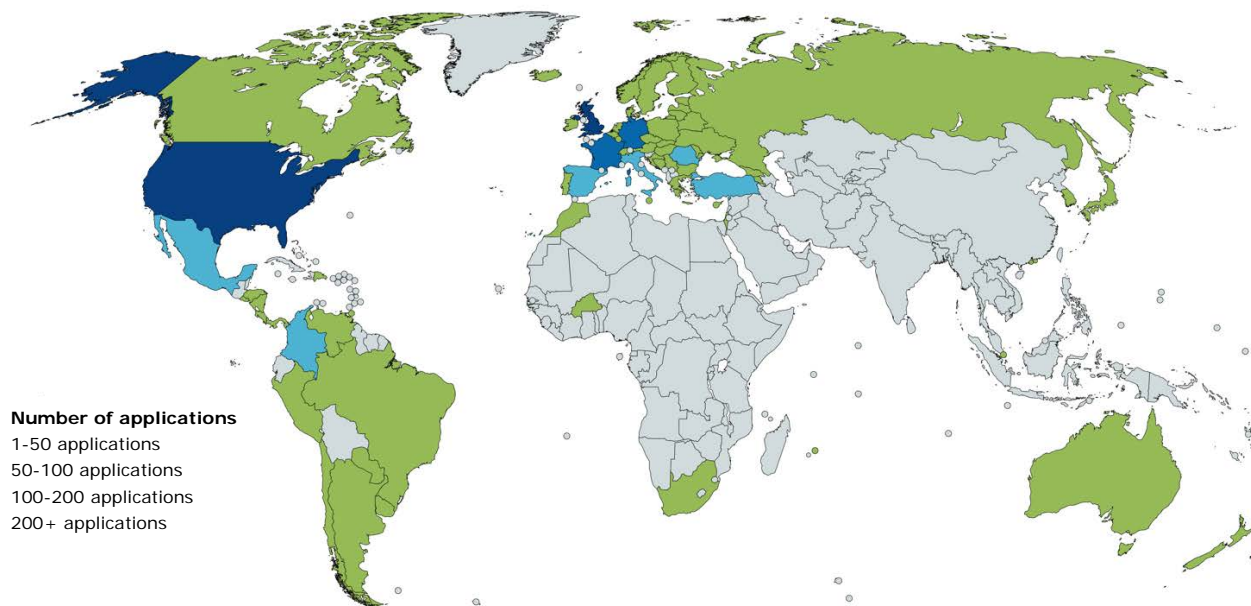 Number of applications
1-50 applications
50-100 applications
100-200 applications
200+ applications